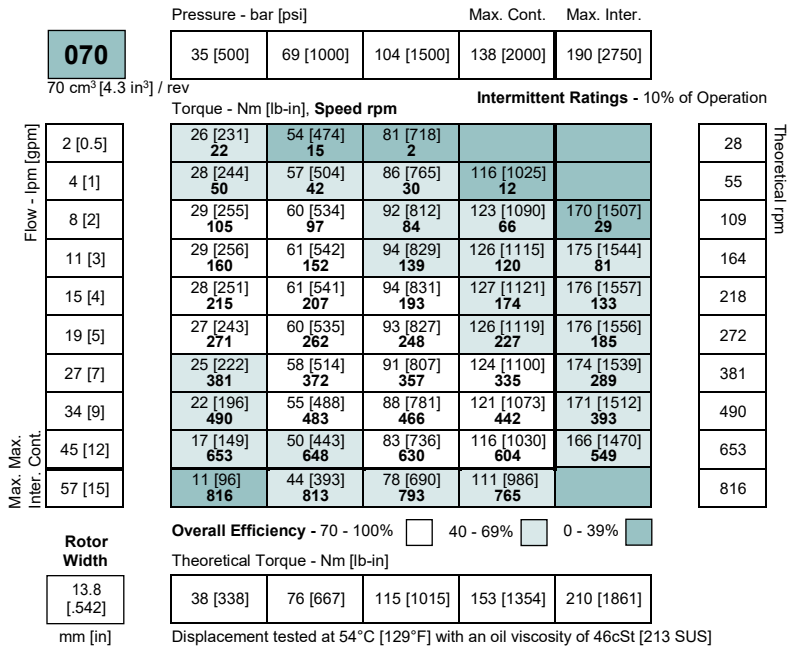 Pressure - bar [psi] Max. Cont. Max. Inter.
070 35 [500] 69 [1000] 104 [1500] 138 [2000] 190 [2750]
70 cm³ [4.3 in³] / rev
Intermittent Ratings - 10% of Operation
Torque - Nm [lb-in], Speed rpm
Flow - lpm [gpm]
Theoretical rpm
2 [0.5] 26 [231] 54 [474] 81 [718] 28
22 15 2
4 [1] 28 [244] 57 [504] 86 [765] 116 [1025] 55
50 42 30 12
8 [2] 29 [255] 60 [534] 92 [812] 123 [1090] 170 [1507] 109
105 97 84 66 29
11 [3] 29 [256] 61 [542] 94 [829] 126 [1115] 175 [1544] 164
160 152 139 120 81
15 [4] 28 [251] 61 [541] 94 [831] 127 [1121] 176 [1557] 218
215 207 193 174 133
19 [5] 27 [243] 60 [535] 93 [827] 126 [1119] 176 [1556] 272
271 262 248 227 185
27 [7] 25 [222] 58 [514] 91 [807] 124 [1100] 174 [1539] 381
381 372 357 335 289
34 [9] 22 [196] 55 [488] 88 [781] 121 [1073] 171 [1512] 490
490 483 466 442 393
Max. Cont.
45 [12] 17 [149] 50 [443] 83 [736] 116 [1030] 166 [1470] 653
653 648 630 604 549
Max. Inter.
57 [15] 11 [96] 44 [393] 78 [690] 111 [986] 816
816 813 793 765
Overall Efficiency - 70 - 100% 40 - 69% 0 - 39%
Rotor
Width
Theoretical Torque - Nm [lb-in]
13.8
[.542]
38 [338] 76 [667] 115 [1015] 153 [1354] 210 [1861]
mm [in] Displacement tested at 54°C [129°F] with an oil viscosity of 46cSt [213 SUS]